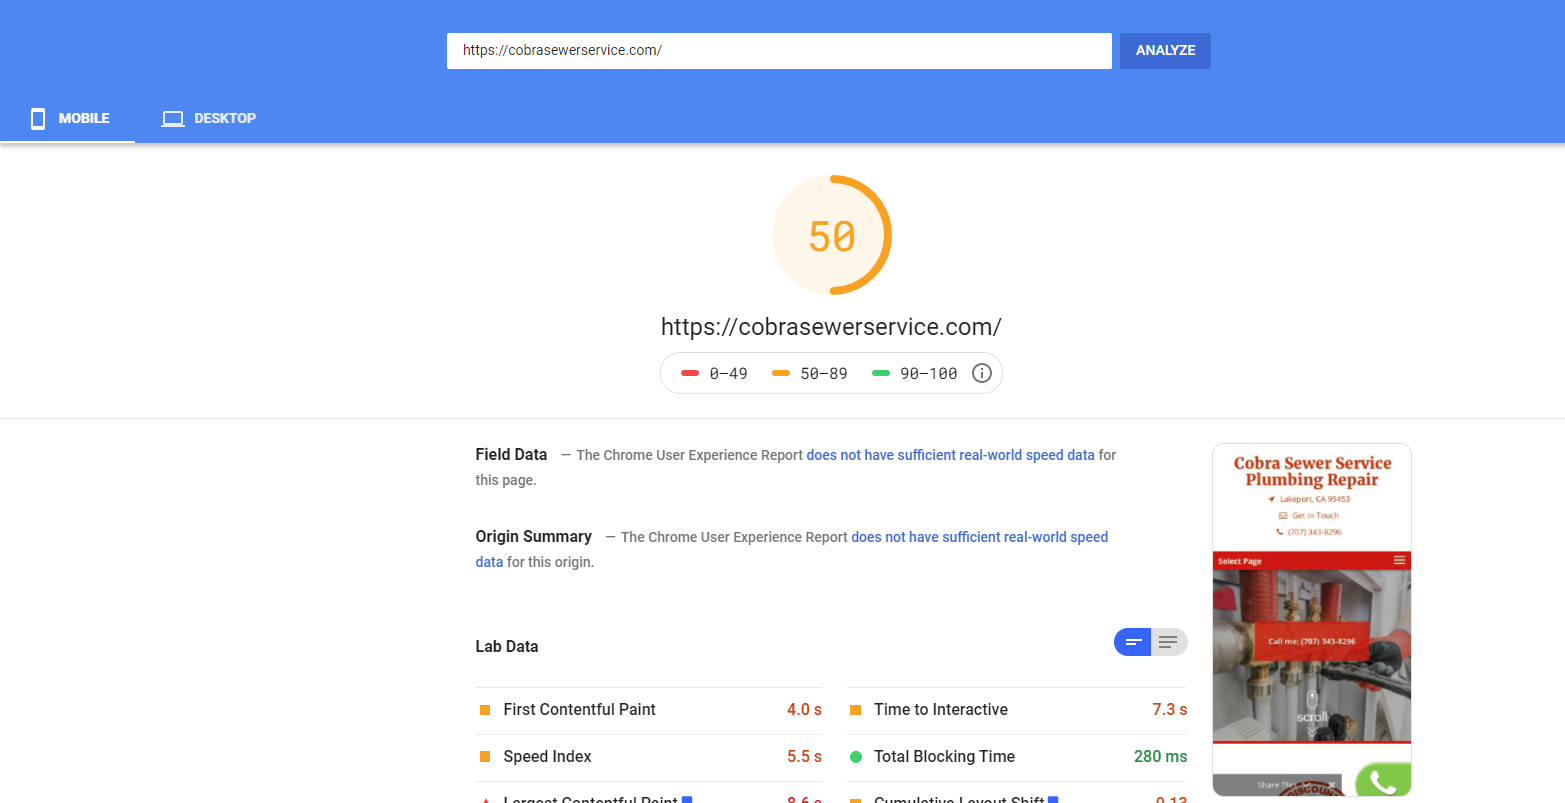 https://cobrasewerservice.com/
ANALYZE
MOBILE
DESKTOP
50
https://cobrasewerservice.com/
0–49
50–89
90–100
Field Data — The Chrome User Experience Report does not have sufficient real-world speed data for
this page.
Origin Summary — The Chrome User Experience Report does not have sufficient real-world speed
data for this origin.
Lab Data
First Contentful Paint 4.0 s
Time to Interactive 7.3 s
Speed Index 5.5 s
Total Blocking Time 280 ms
Largest Contentful Paint 8.6 s
Cumulative Layout Shift 0.13
Cobra Sewer Service
Plumbing Repair
Lakeport, CA 95453
Get in Touch
(707) 343-8296
Select Page
Call me: (707) 343-8296
scroll
Share This
DISCOUNT